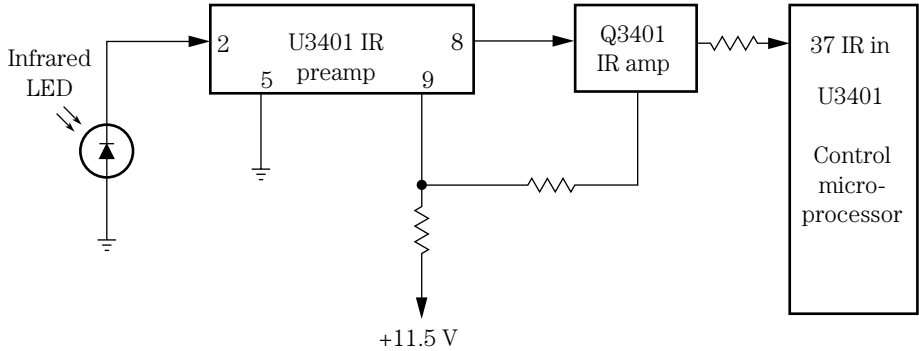 Infrared
LED
2
U3401 IR
preamp
8
5
9
Q3401
IR amp
37 IR in
U3401
Control
micro-
processor
+11.5 V